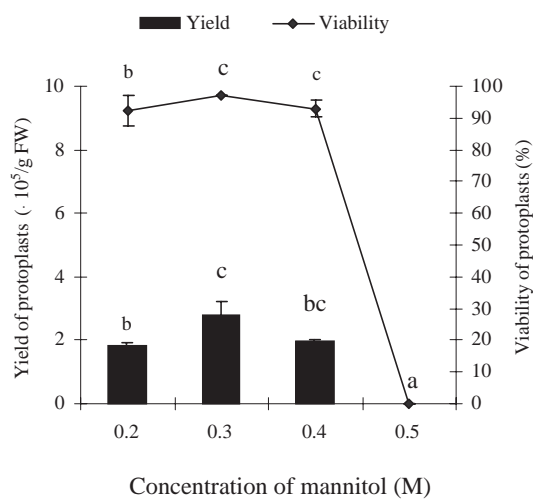 Yield Viability
b c c
10 100
90
8 80
70
6 60
50
4 40
c
bc
30
b
2 20
10
a
0 0
0.2 0.3 0.4 0.5
Concentration of mannitol (M)
Yield of protoplasts (· 10⁵/g FW)
Viability of protoplasts (%)